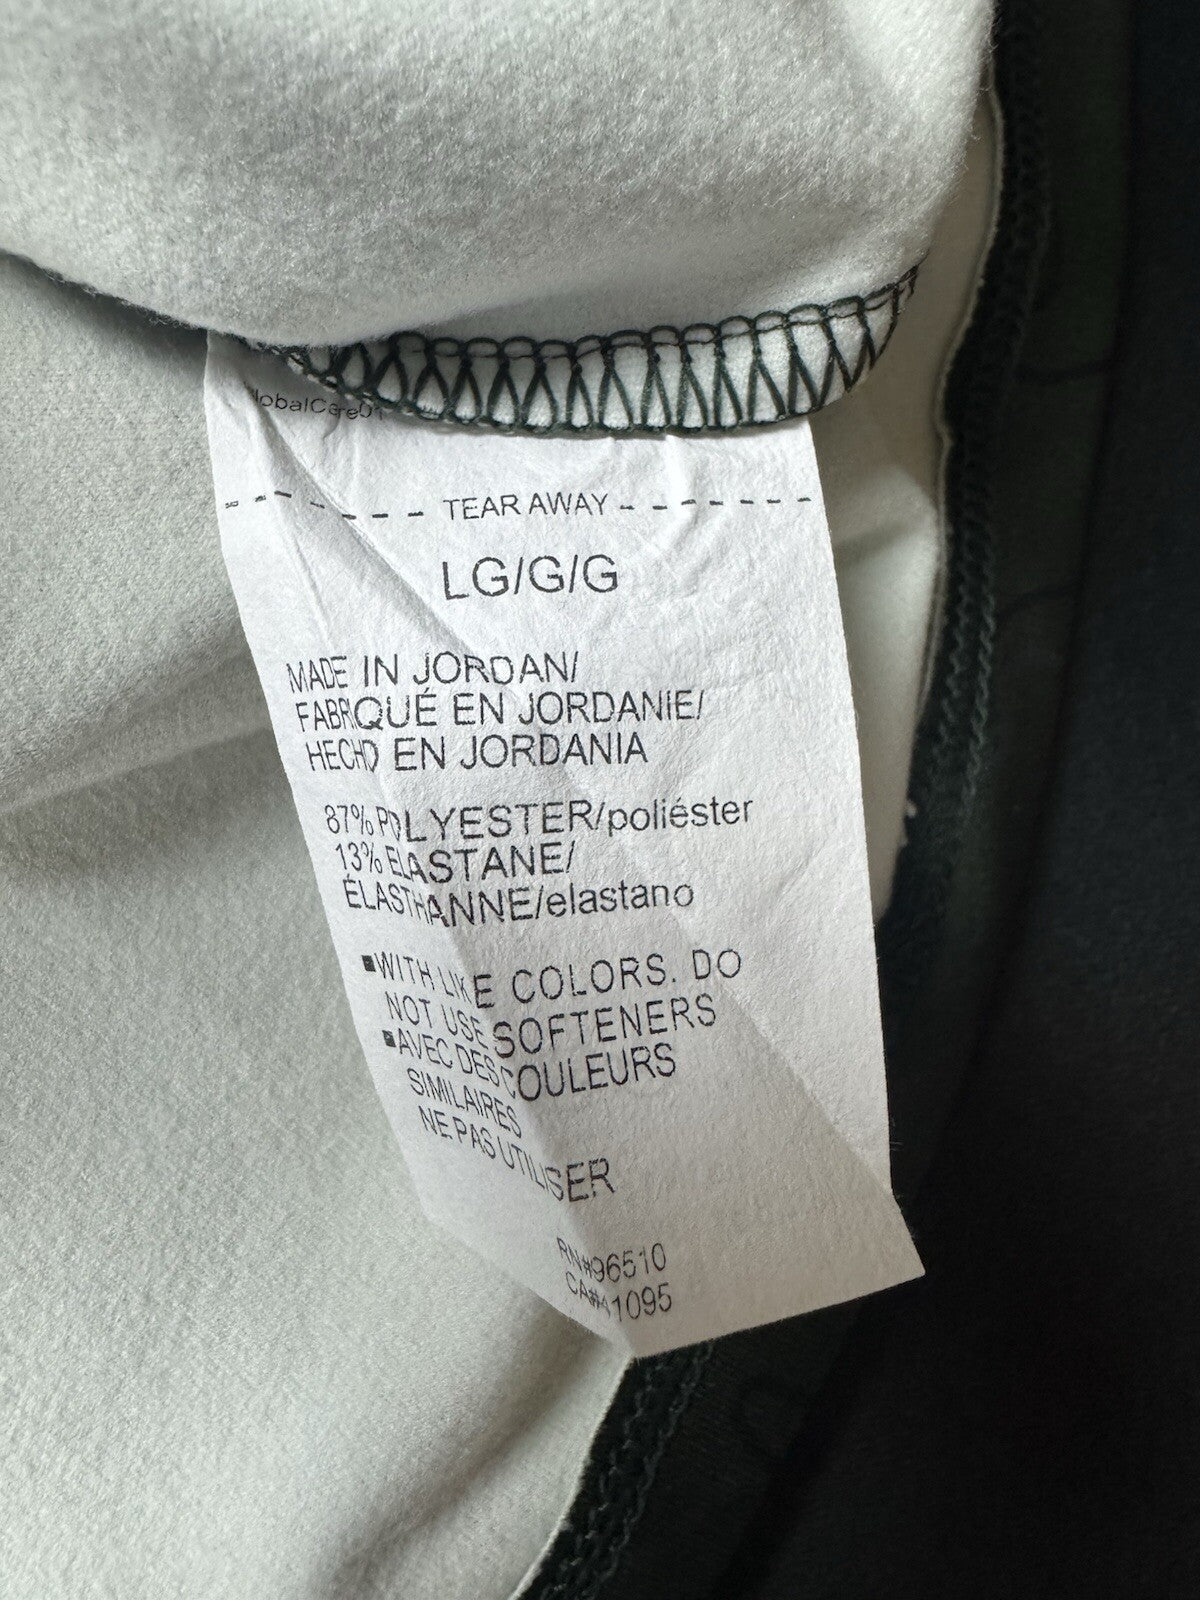 lobalCare01
TEAR AWAY
LG/G/G
MADE IN JORDAN/
FABRIQUÉ EN JORDANIE/
HECHO EN JORDANIA
87% POLYESTER/poliéster
13% ELASTANE/
ÉLASTHANNE/elastano
▪WITH LIKE COLORS. DO
NOT USE SOFTENERS
▪AVEC DES COULEURS
SIMILAIRES
NE PAS UTILISER
RN#96510
CA#41095